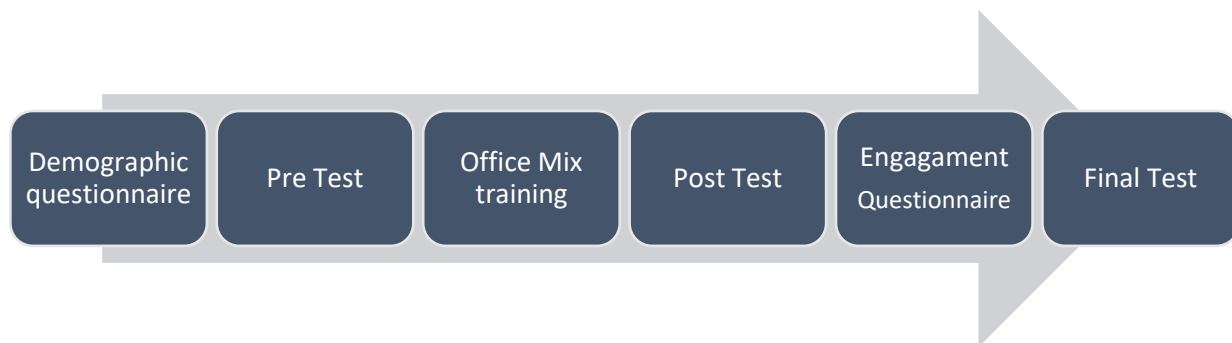 Demographic
questionnaire
Pre Test
Office Mix
training
Post Test
Engagament
Questionnaire
Final Test